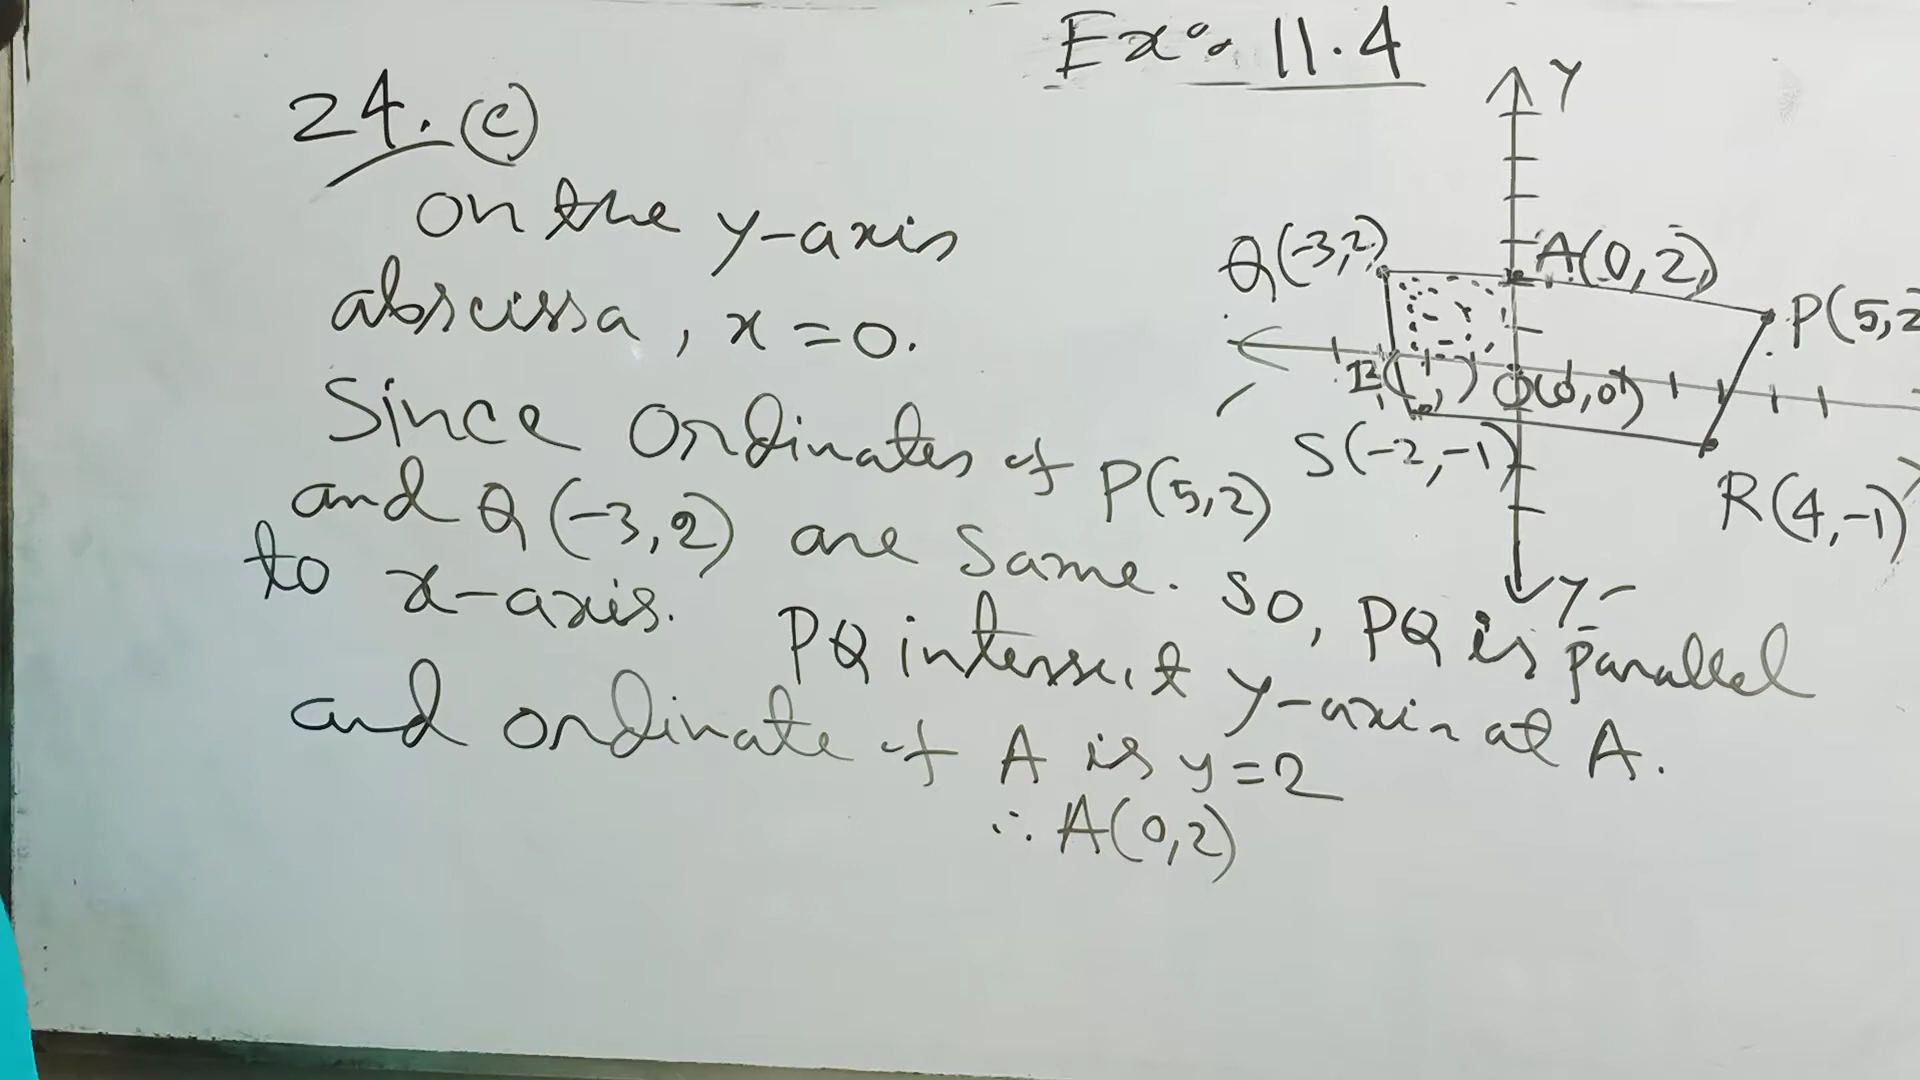 Ex: 11.4
24. (c)
on the y-axis
abscissa, x = 0.
Since Ordinates of P(5,2)
and Q(-3,2) are same. So, PQ is parallel
to x-axis. PQ intersect y-axis at A.
and ordinate of A is y=2
∴ A(0,2)
Y
Q(-3,2)
A(0,2)
P(5,2
O(0,0)
S(-2,-1)
R(4,-1)